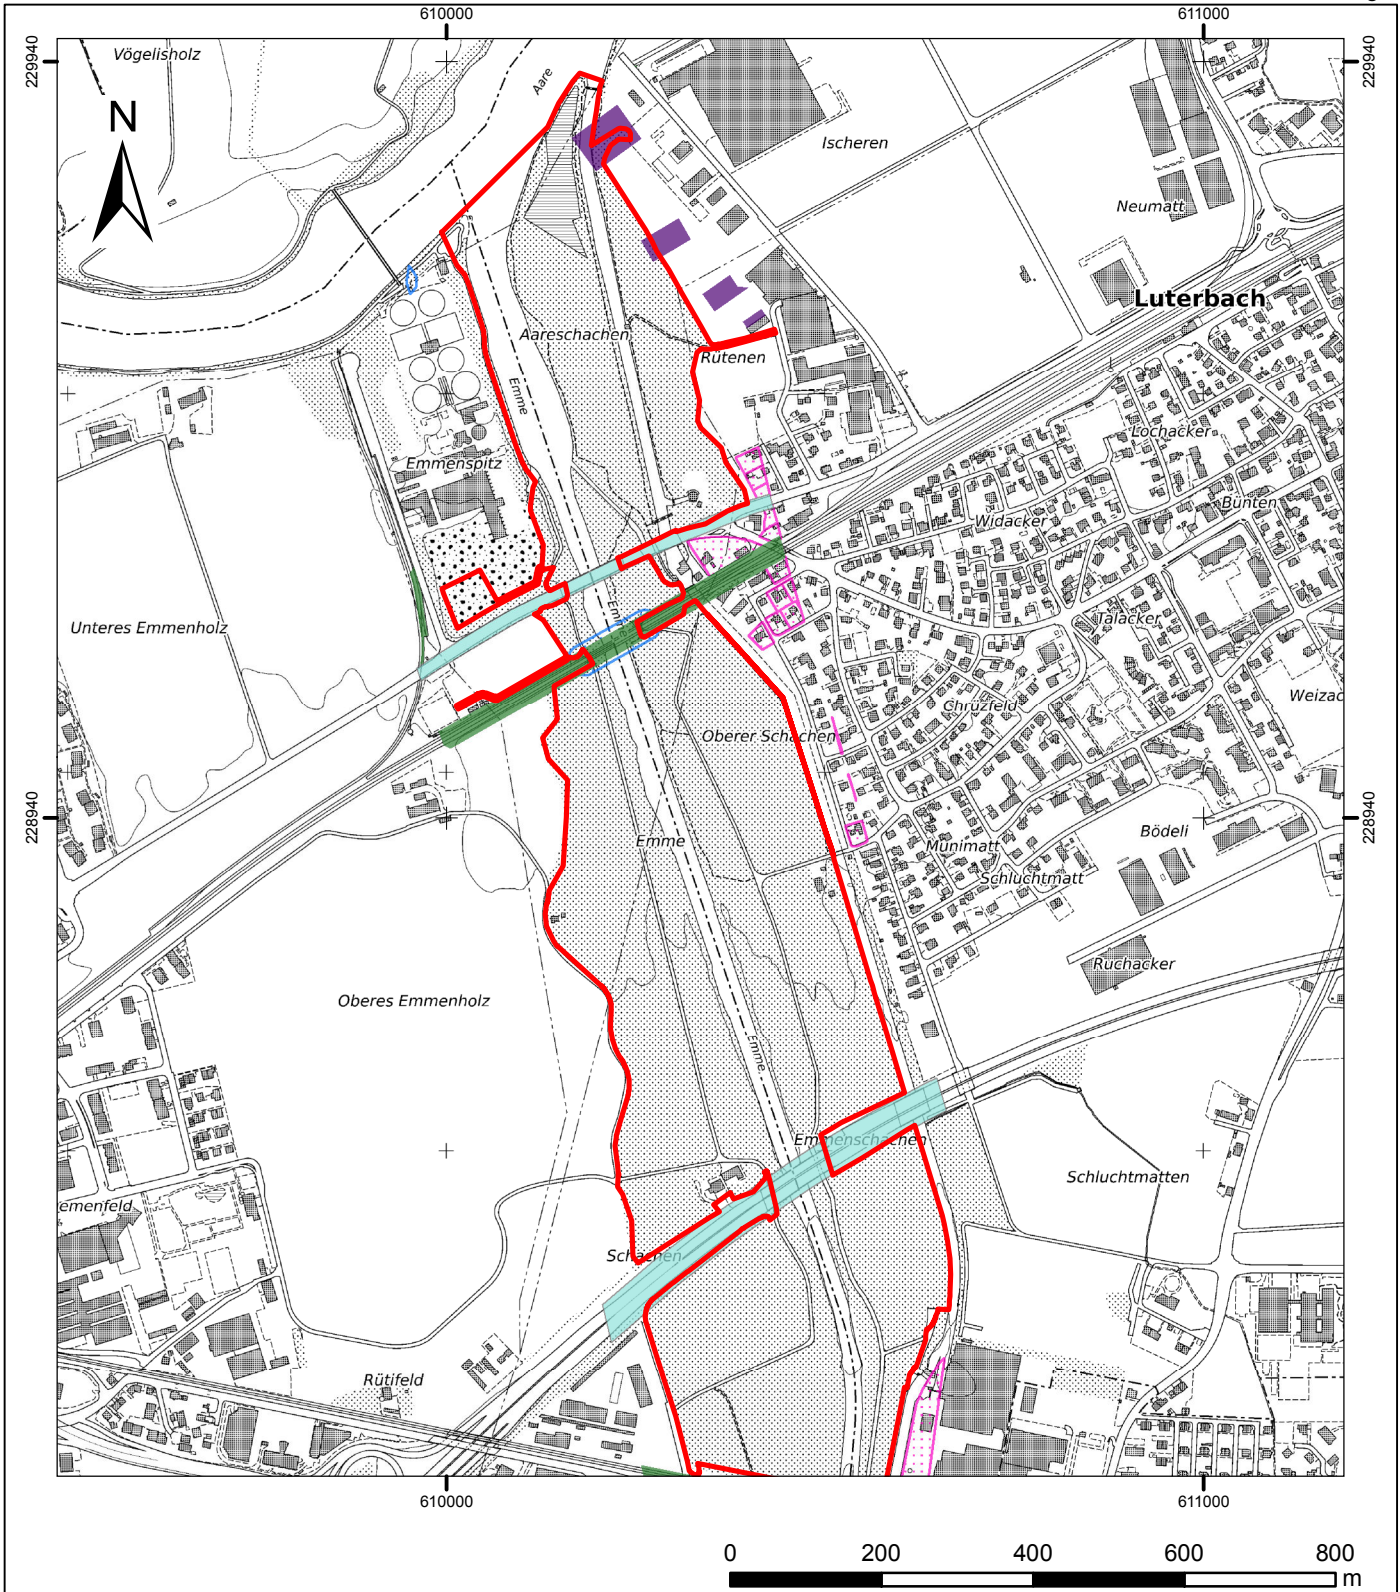 610000
611000
229940
229940
Vögelisholz
Aare
N
Ischeren
Neumatt
Luterbach
Aareschachen
Rütenen
Emme
Lochacker
Emmenspitz
Bünten
Widacker
Unteres Emmenholz
Emme
Talacker
Weizac
Chrüzfeld
Oberer Schachen
228940
228940
Emme
Bödeli
Munimatt
Schluchtmatt
Ruchacker
Oberes Emmenholz
Emme
Emmenschachen
Schluchtmatten
emenfeld
Schachen
Rütifeld
610000
611000
0 200 400 600 800
m